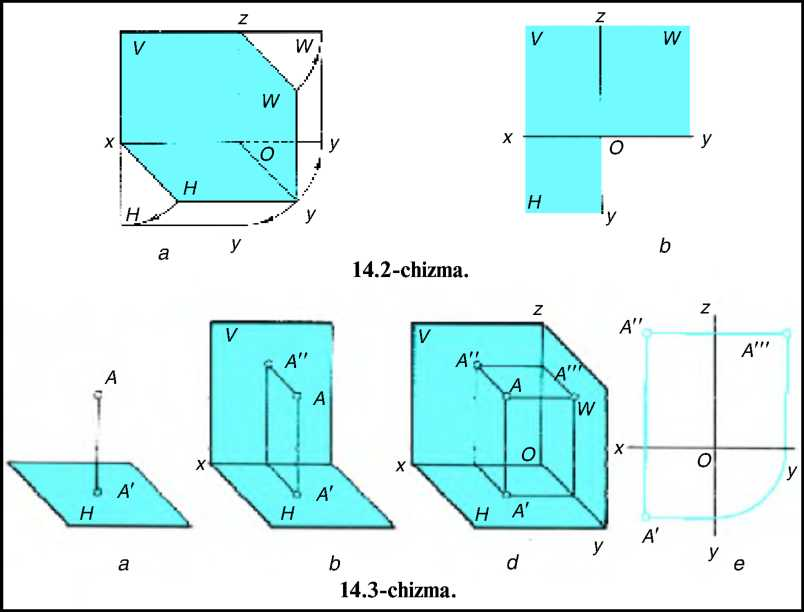 z
V
W
W
x
O
y
H
H
y
y
a
z
V
W
x
O
y
H
y
b
14.2-chizma.
A
A′
H
a
V
A′′
A
x
A′
H
b
z
V
A′′
A′′′
A
W
x
O
A′
H
y
d
z
A′′
A′′′
x
O
y
A′
y
e
14.3-chizma.